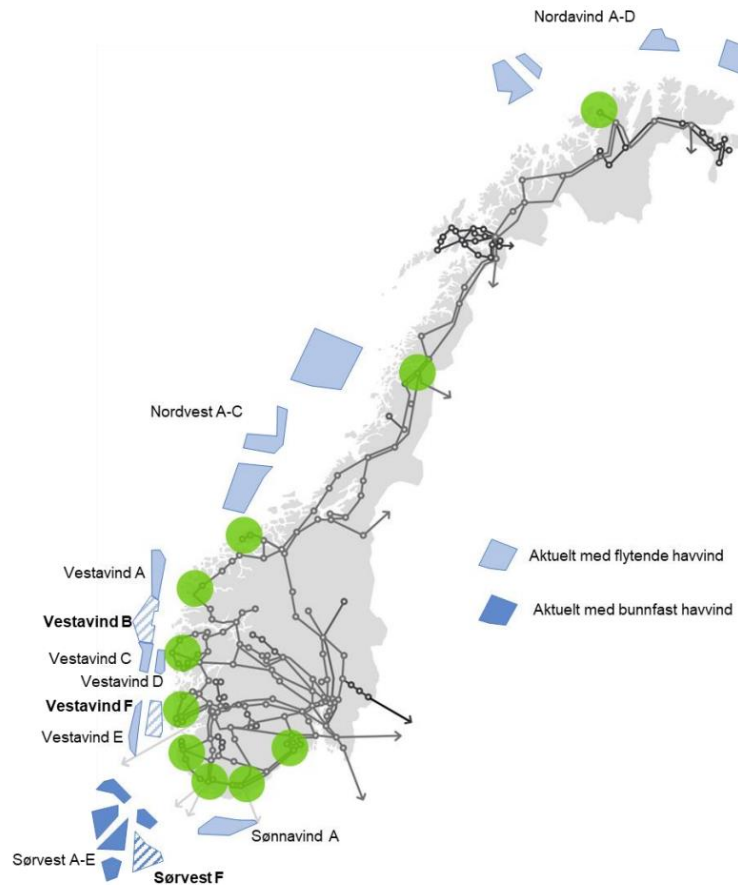 Nordavind A-D
Nordvest A-C
Aktuelt med flytende havvind
Aktuelt med bunnfast havvind
Vestavind A
Vestavind B
Vestavind C
Vestavind D
Vestavind F
Vestavind E
Sønnavind A
Sørvest A-E
Sørvest F